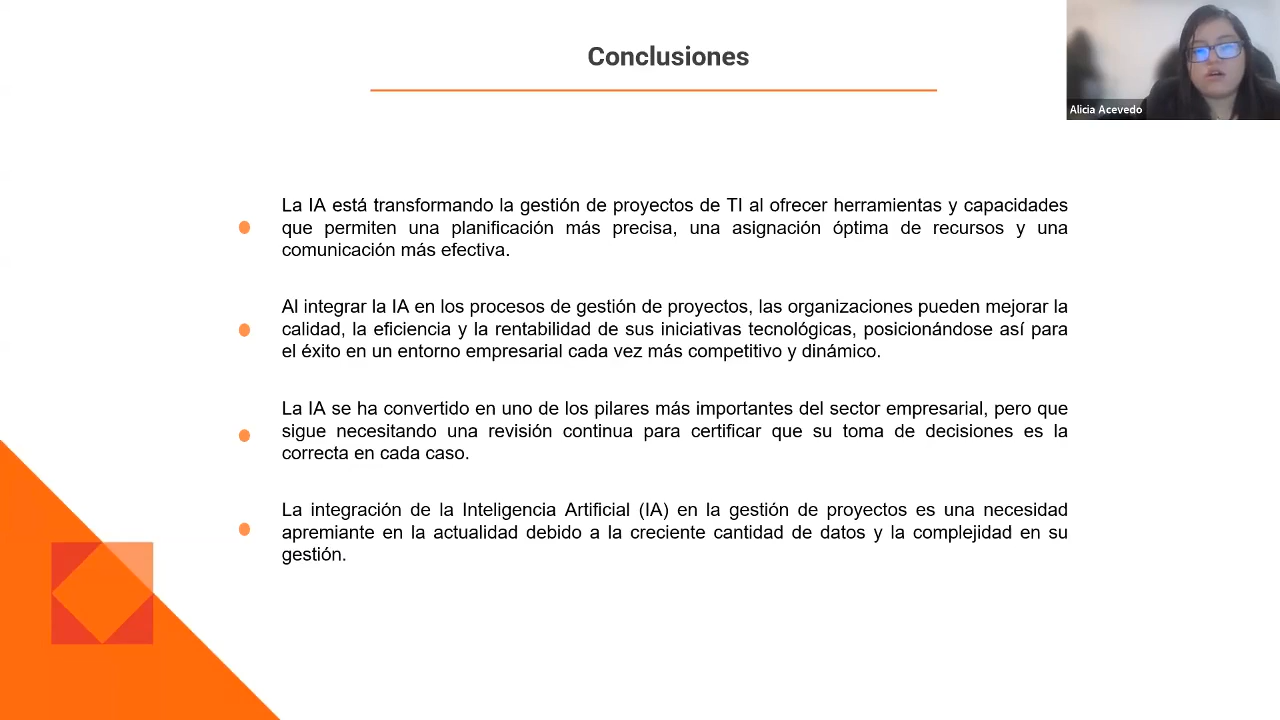 Conclusiones
Alicia Acevedo
La IA está transformando la gestión de proyectos de TI al ofrecer herramientas y capacidades
que permiten una planificación más precisa, una asignación óptima de recursos y una
comunicación más efectiva.
Al integrar la IA en los procesos de gestión de proyectos, las organizaciones pueden mejorar la
calidad, la eficiencia y la rentabilidad de sus iniciativas tecnológicas, posicionándose así para
el éxito en un entorno empresarial cada vez más competitivo y dinámico.
La IA se ha convertido en uno de los pilares más importantes del sector empresarial, pero que
sigue necesitando una revisión continua para certificar que su toma de decisiones es la
correcta en cada caso.
La integración de la Inteligencia Artificial (IA) en la gestión de proyectos es una necesidad
apremiante en la actualidad debido a la creciente cantidad de datos y la complejidad en su
gestión.